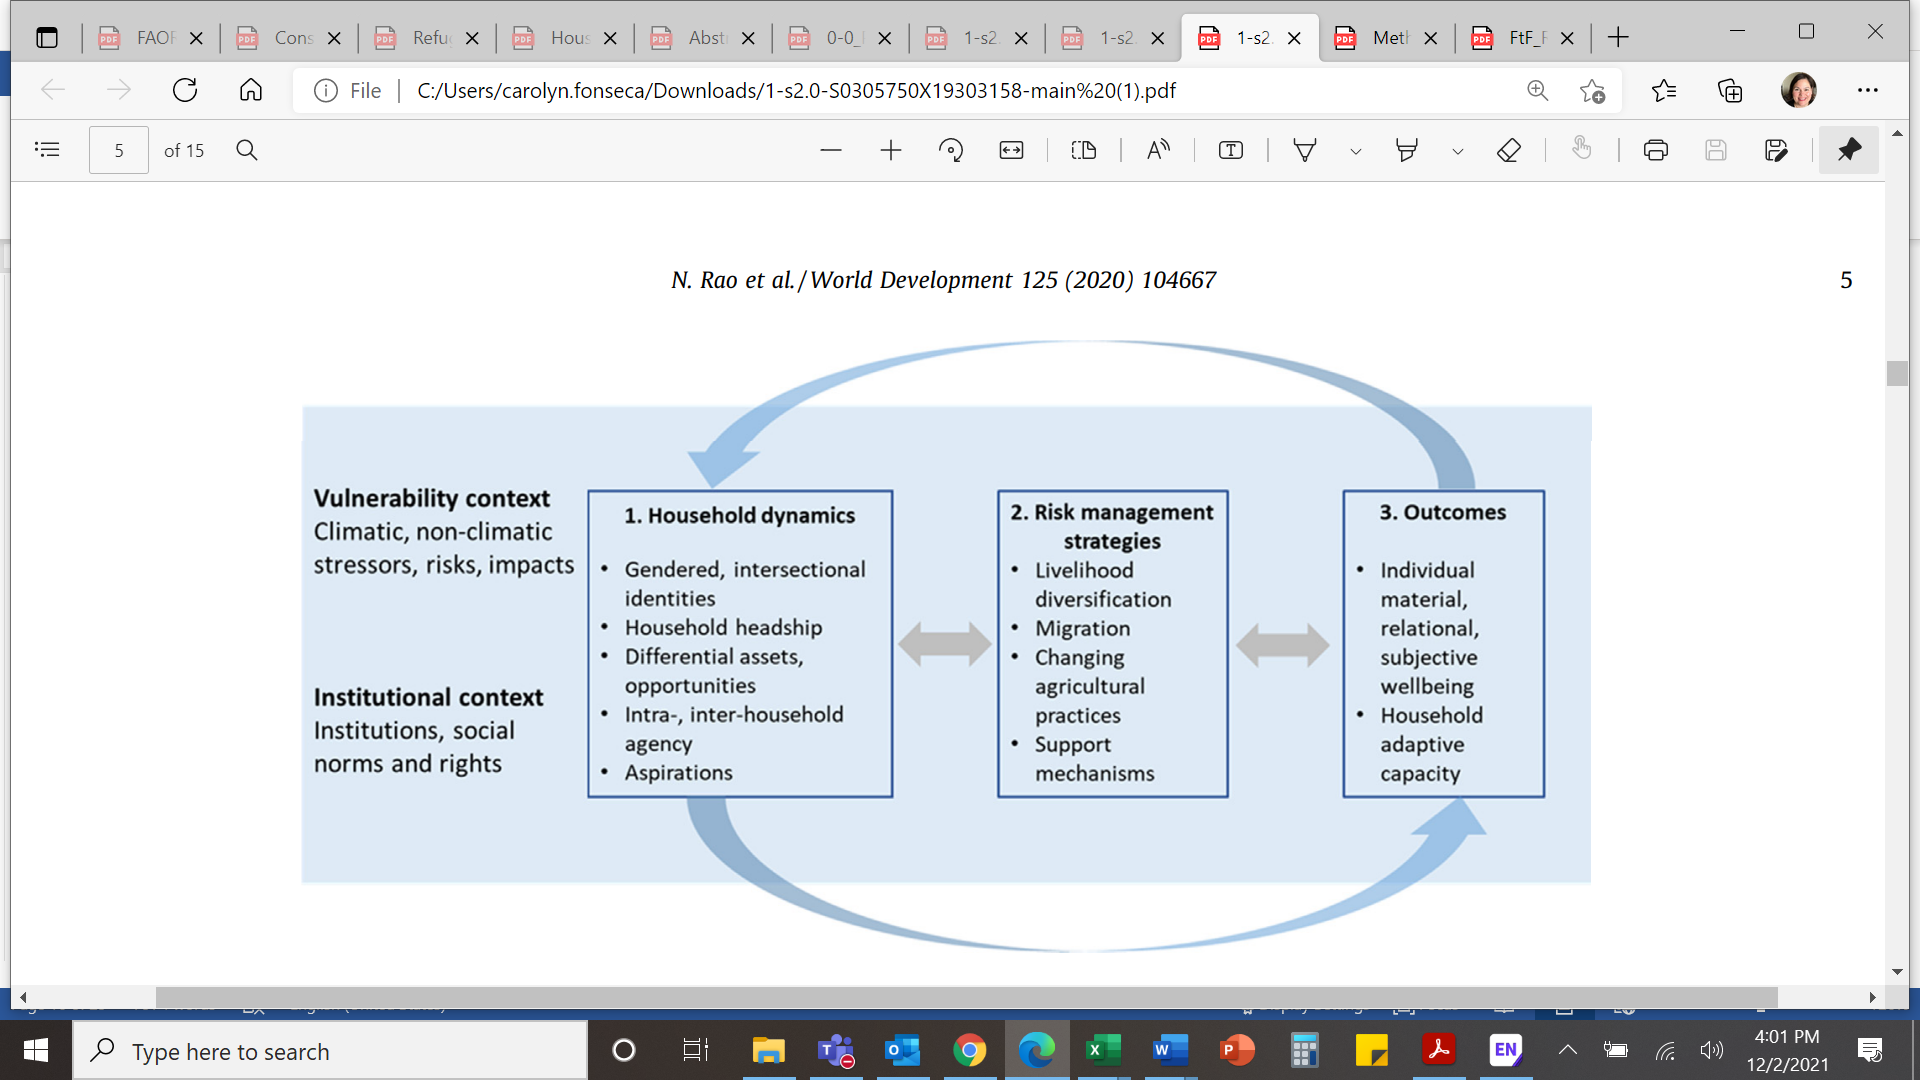 FAOF
Cons
Refu
Hous
Abst
0-0_
1-s2.
1-s2.
1-s2.
Meth
FtF_F
File
C:/Users/carolyn.fonseca/Downloads/1-s2.0-S0305750X19303158-main%20(1).pdf
5
of 15
N. Rao et al. / World Development 125 (2020) 104667
5
Vulnerability context
Climatic, non-climatic
stressors, risks, impacts
Institutional context
Institutions, social
norms and rights
1. Household dynamics
• Gendered, intersectional
identities
• Household headship
• Differential assets,
opportunities
• Intra-, inter-household
agency
• Aspirations
2. Risk management
strategies
• Livelihood
diversification
• Migration
• Changing
agricultural
practices
• Support
mechanisms
3. Outcomes
• Individual
material,
relational,
subjective
wellbeing
• Household
adaptive
capacity
Type here to search
EN
4:01 PM
12/2/2021